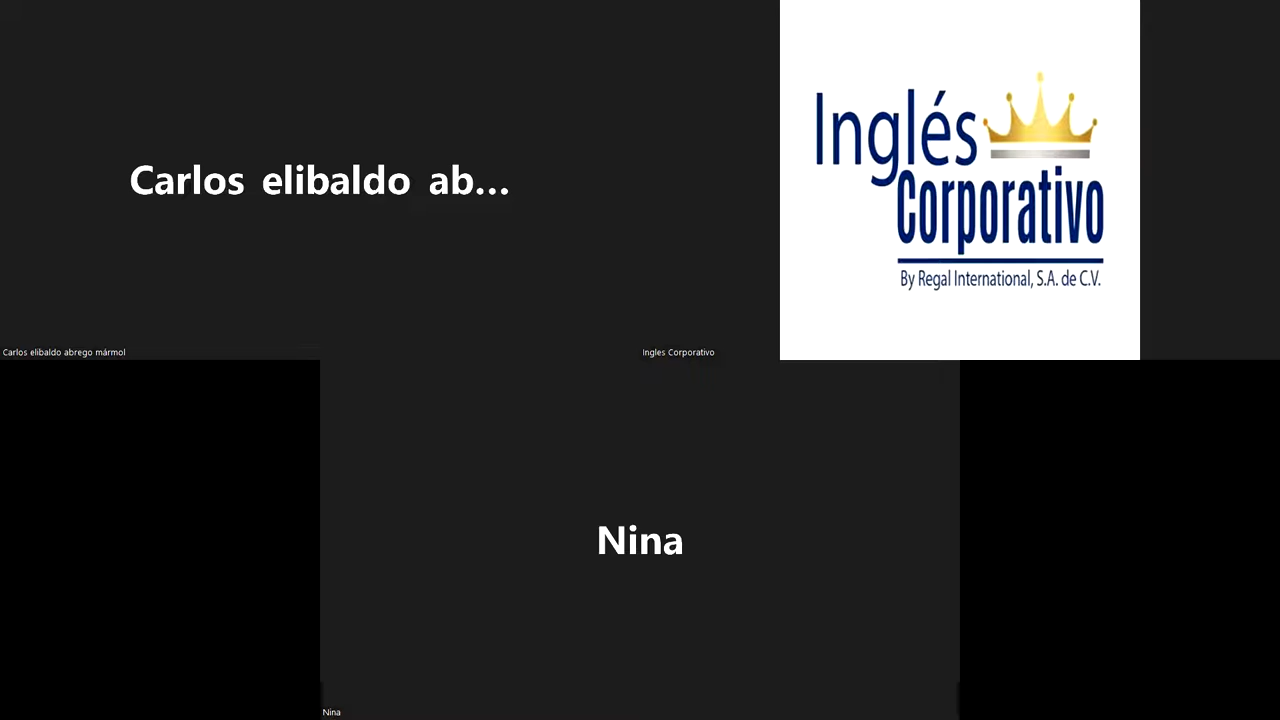 Carlos elibaldo ab...
Carlos elibaldo abrego mármol
Inglés
Corporativo
By Regal International, S.A. de C.V.
Ingles Corporativo
Nina
Nina